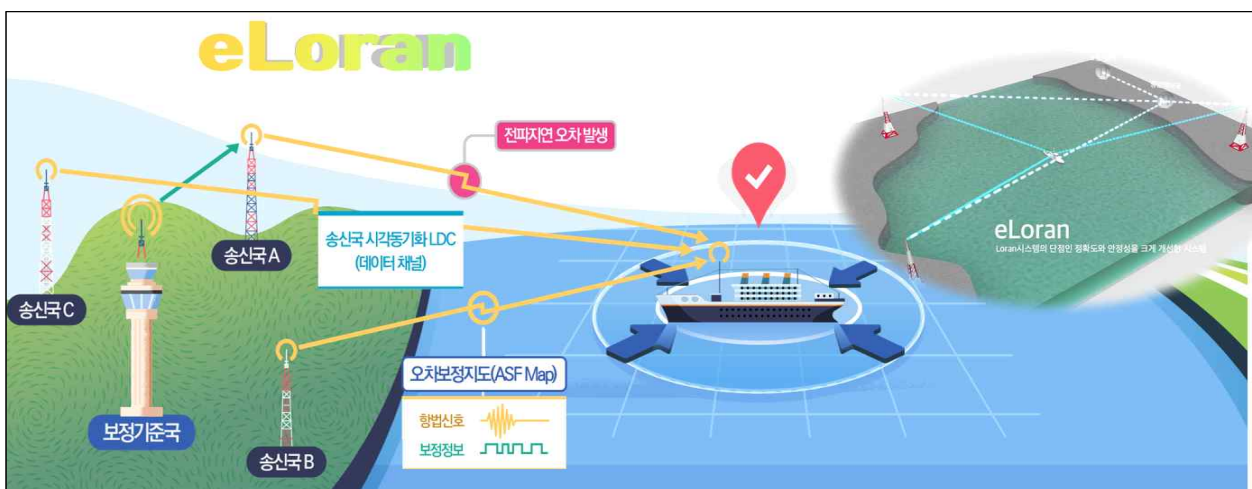 eLoran
전파지연 오차 발생
송신국 A
송신국 시각동기화 LDC
(데이터 채널)
송신국 C
보정기준국
송신국 B
오차보정지도(ASF Map)
항법신호
보정정보
eLoran
Loran시스템의 단점인 정확도와 안정성을 크게 개선한 시스템